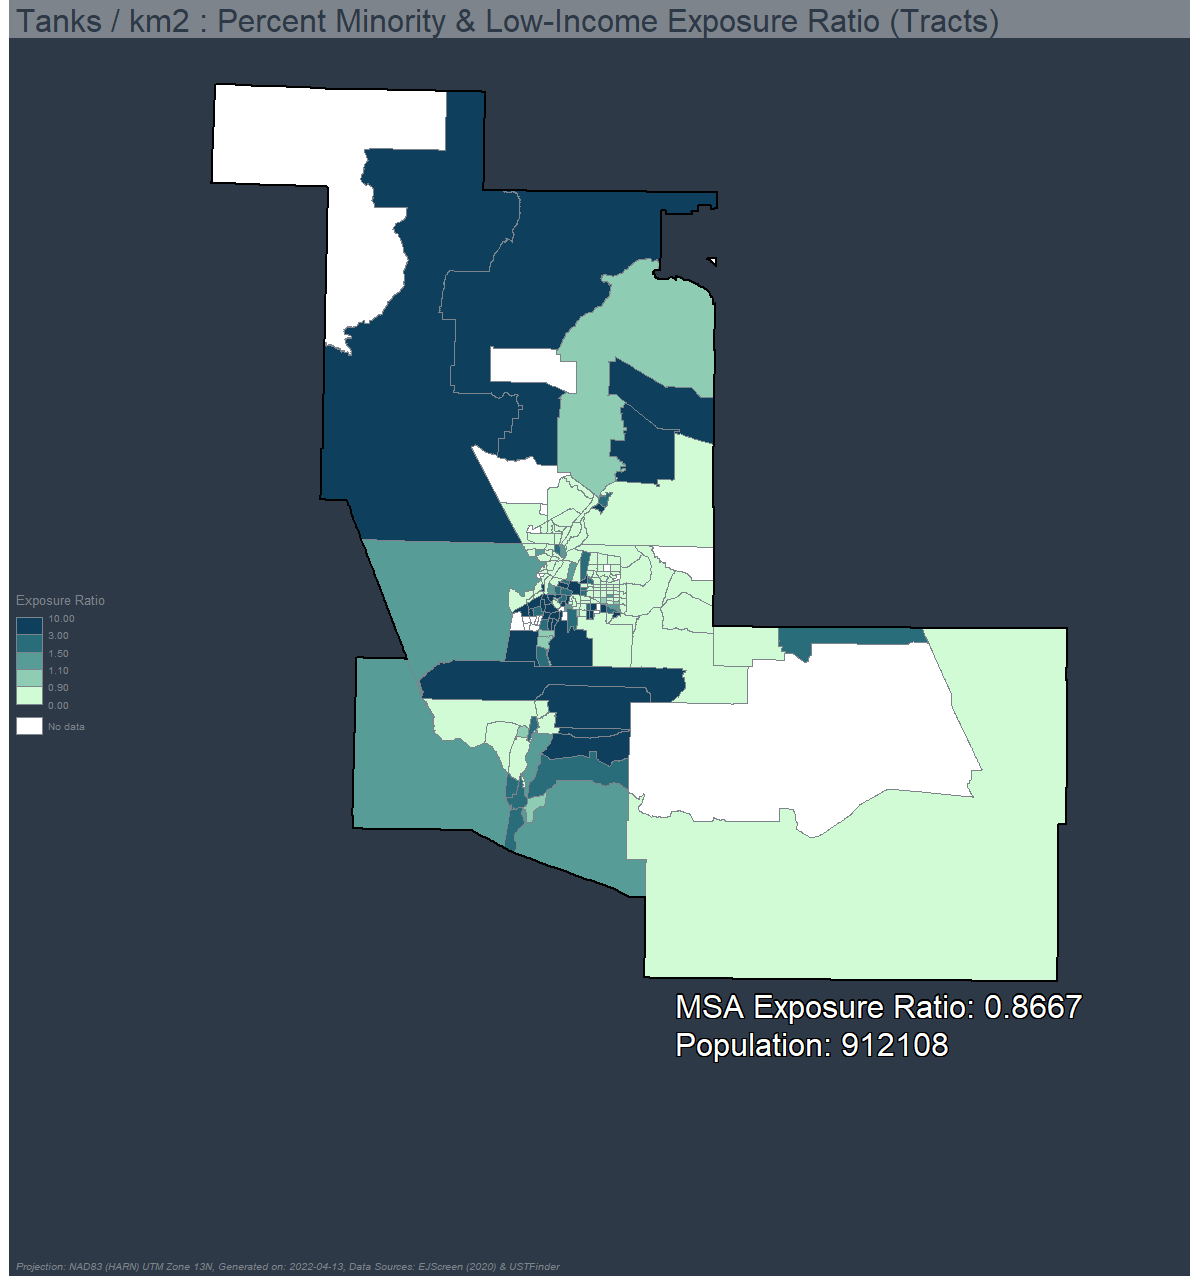 Tanks / km2 : Percent Minority & Low-Income Exposure Ratio (Tracts)
Exposure Ratio
10.00
3.00
1.50
1.10
0.90
0.00
No data
MSA Exposure Ratio: 0.8667
Population: 912108
Projection: NAD83 (HARN) UTM Zone 13N, Generated on: 2022-04-13, Data Sources: EJScreen (2020) & USTFinder